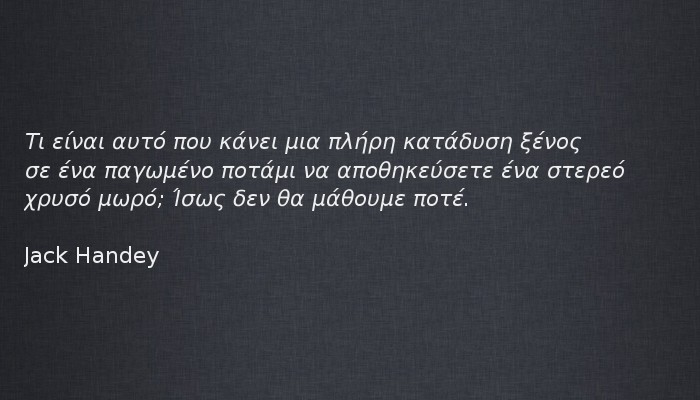 Τι είναι αυτό που κάνει μια πλήρη κατάδυση ξένος
σε ένα παγωμένο ποτάμι να αποθηκεύσετε ένα στερεό
χρυσό μωρό; Ίσως δεν θα μάθουμε ποτέ.
Jack Handey